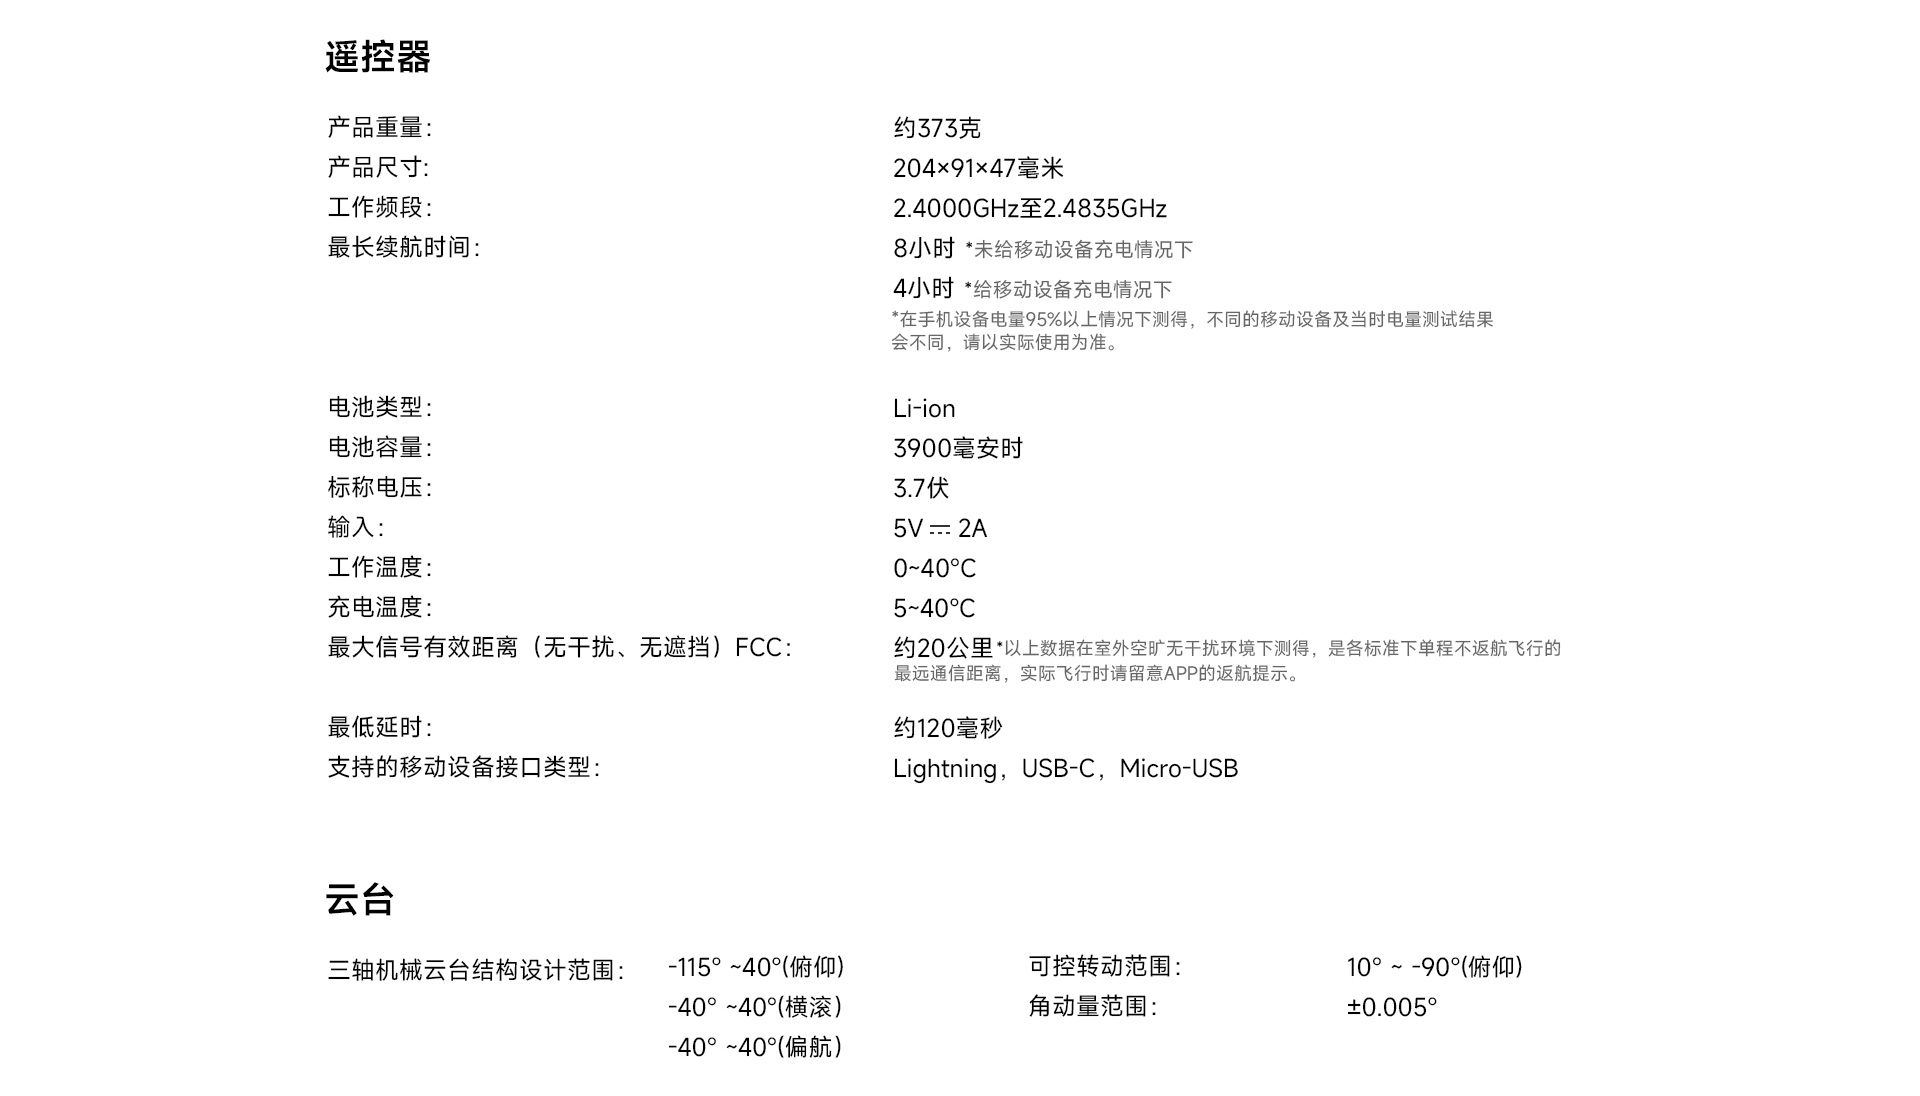 遥控器
产品重量： 约373克
产品尺寸: 204×91×47毫米
工作频段： 2.4000GHz至2.4835GHz
最长续航时间： 8小时 *未给移动设备充电情况下
4小时 *给移动设备充电情况下
*在手机设备电量95%以上情况下测得，不同的移动设备及当时电量测试结果
会不同，请以实际使用为准。
电池类型： Li-ion
电池容量： 3900毫安时
标称电压： 3.7伏
输入： 5V ⎓ 2A
工作温度： 0~40°C
充电温度： 5~40°C
最大信号有效距离（无干扰、无遮挡）FCC： 约20公里*以上数据在室外空旷无干扰环境下测得，是各标准下单程不返航飞行的
最远通信距离，实际飞行时请留意APP的返航提示。
最低延时： 约120毫秒
支持的移动设备接口类型： Lightning，USB-C，Micro-USB
云台
三轴机械云台结构设计范围： -115° ~40°(俯仰) 可控转动范围： 10° ~ -90°(俯仰)
-40° ~40°(横滚) 角动量范围： ±0.005°
-40° ~40°(偏航)